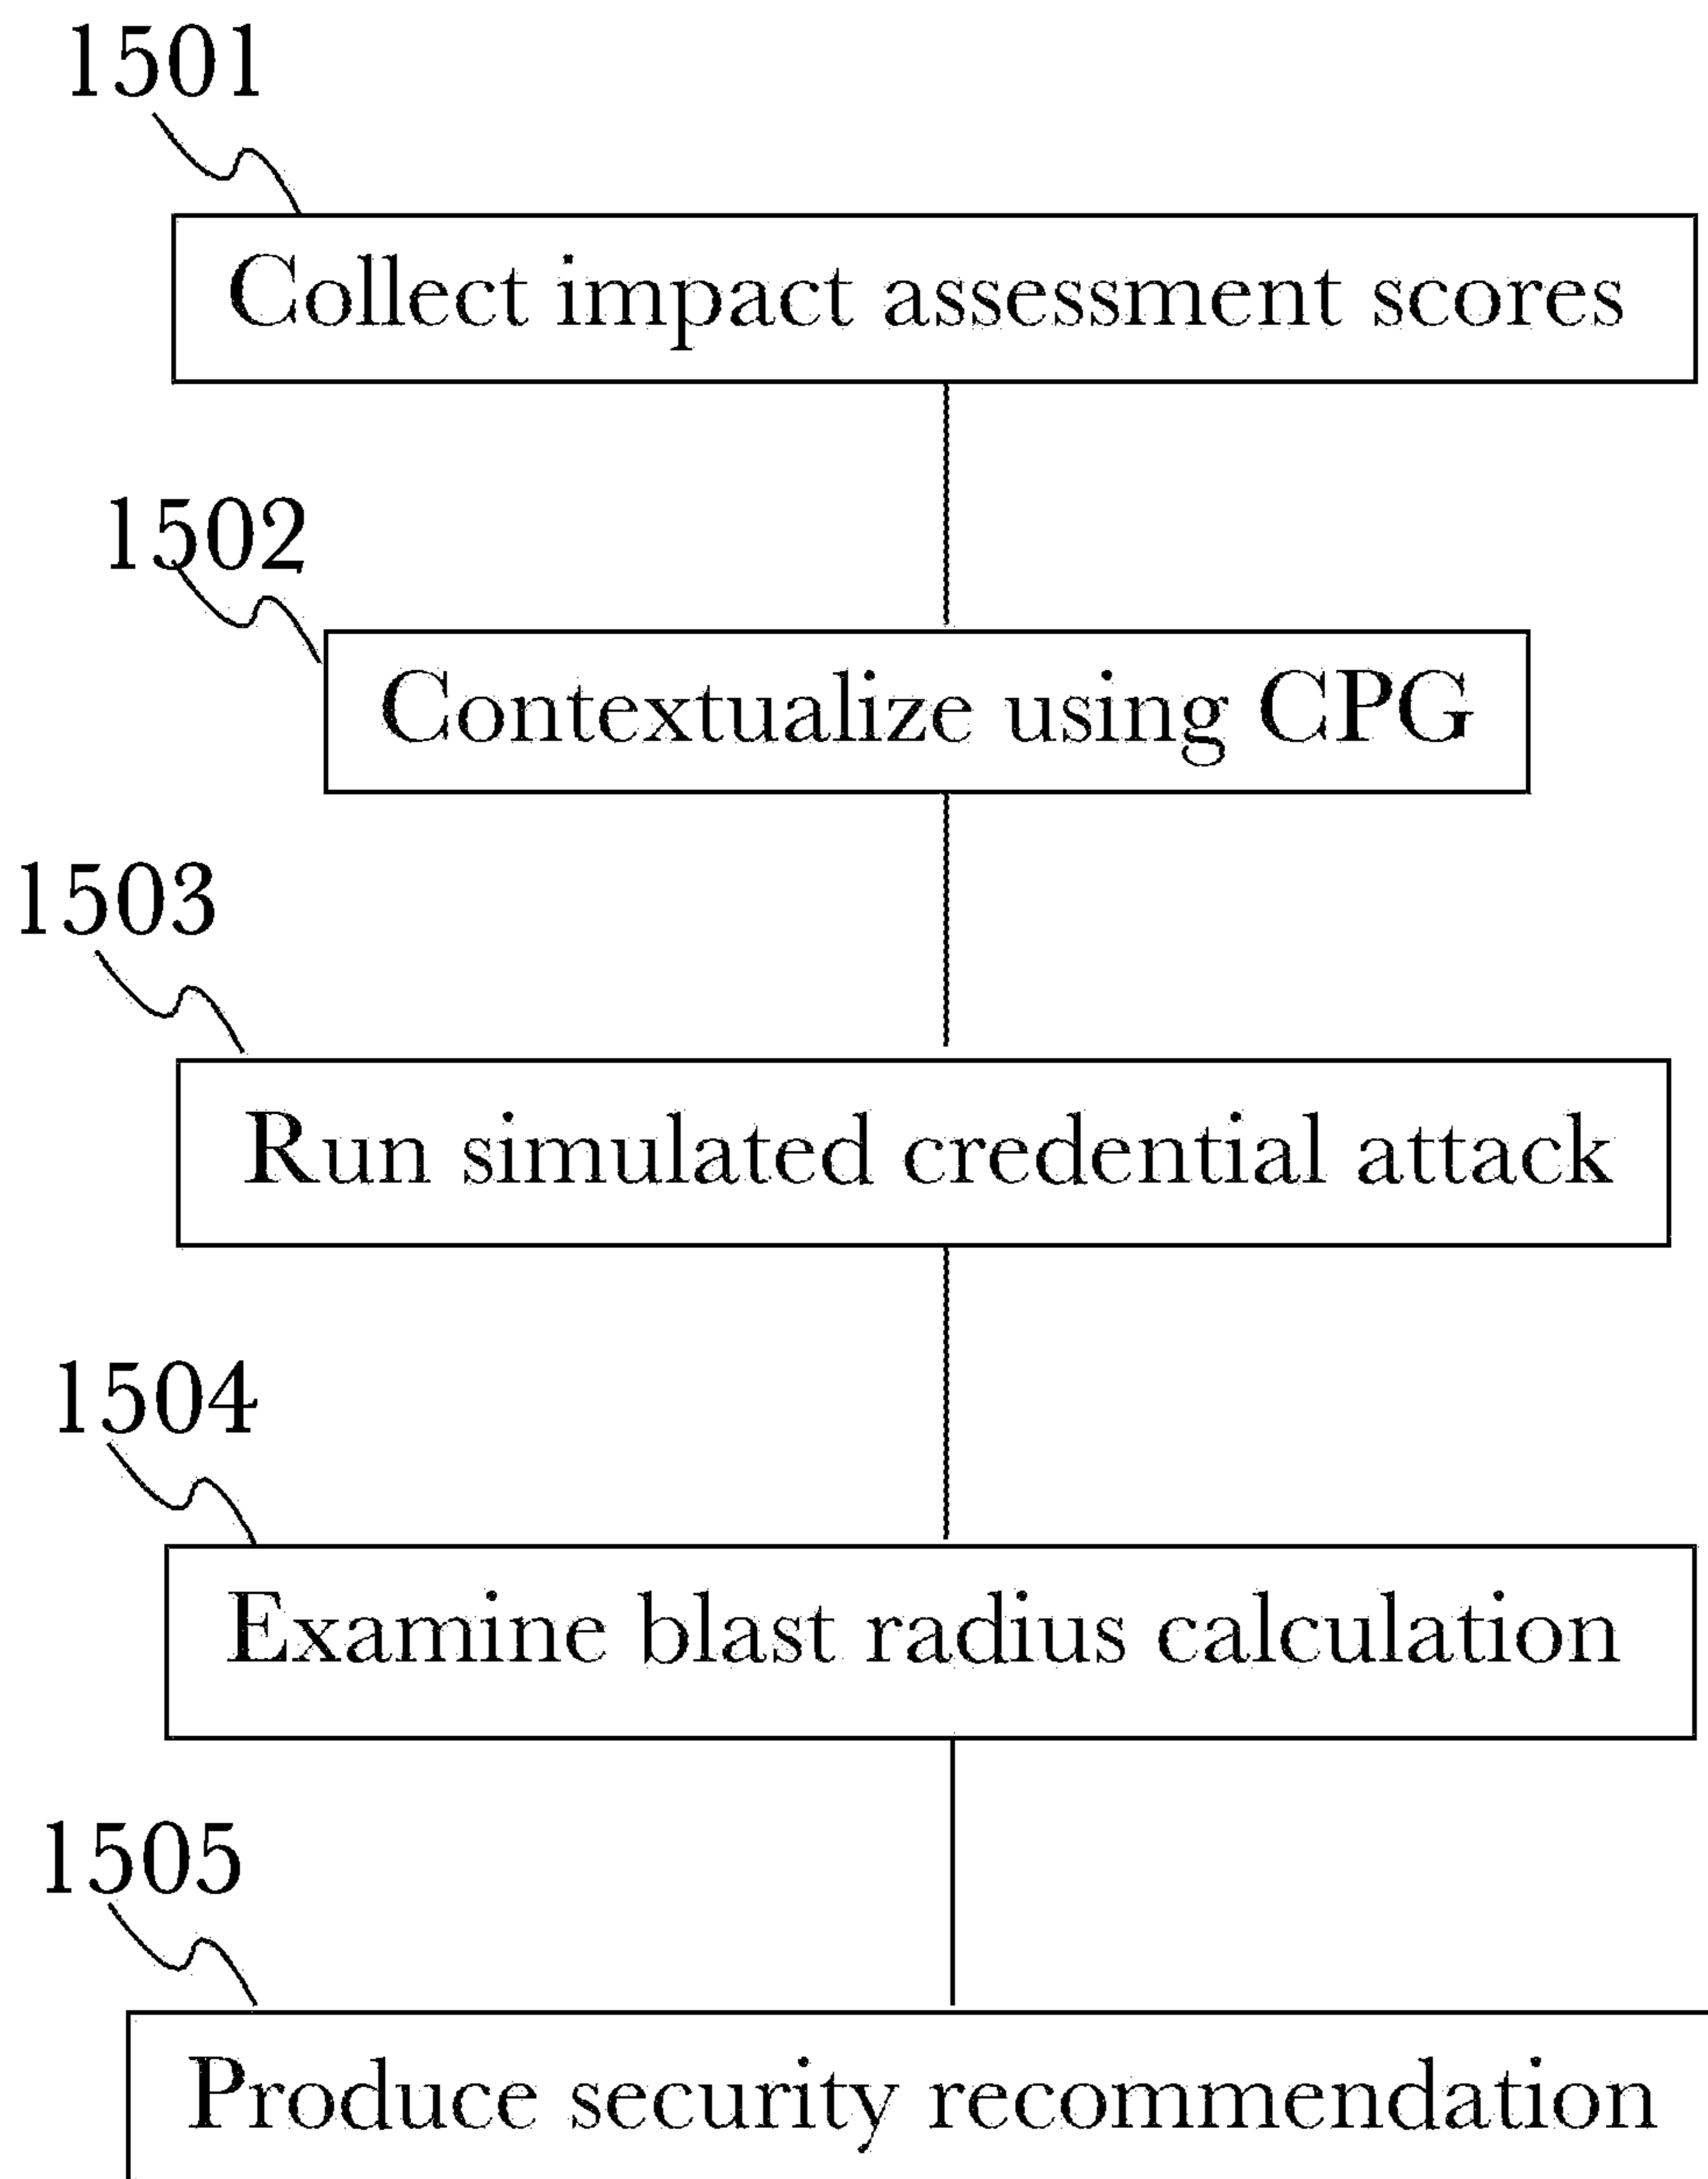 1501
Collect impact assessment scores
1502
Contextualize using CPG
1503
Run simulated credential attack
1504
Examine blast radius calculation
1505
Produce security recommendation